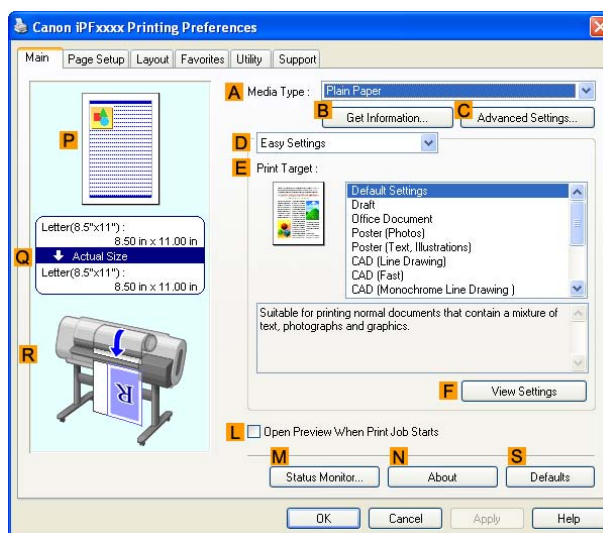 Canon iPFxxxx Printing Preferences
Main Page Setup Layout Favorites Utility Support
A Media Type : Plain Paper
B Get Information... C Advanced Settings...
D Easy Settings
E Print Target :
Default Settings
Draft
Office Document
Poster (Photos)
Poster (Text, Illustrations)
CAD (Line Drawing)
CAD (Fast)
CAD (Monochrome Line Drawing )
Suitable for printing normal documents that contain a mixture of
text, photographs and graphics.
F View Settings
P
Q
Letter(8.5"x11") :
8.50 in x 11.00 in
Actual Size
Letter(8.5"x11") :
8.50 in x 11.00 in
R
R
L Open Preview When Print Job Starts
M Status Monitor... N About S Defaults
OK Cancel Apply Help